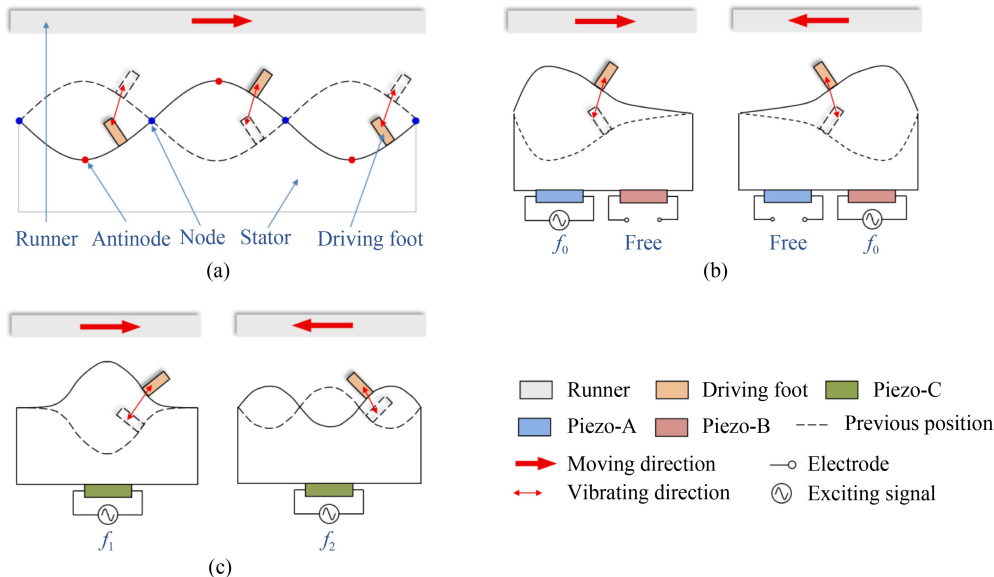 Runner Antinode Node Stator Driving foot
(a)
f0 Free
Free f0
(b)
f1
f2
(c)
Runner Driving foot Piezo-C
Piezo-A Piezo-B Previous position
Moving direction Electrode
Vibrating direction Exciting signal